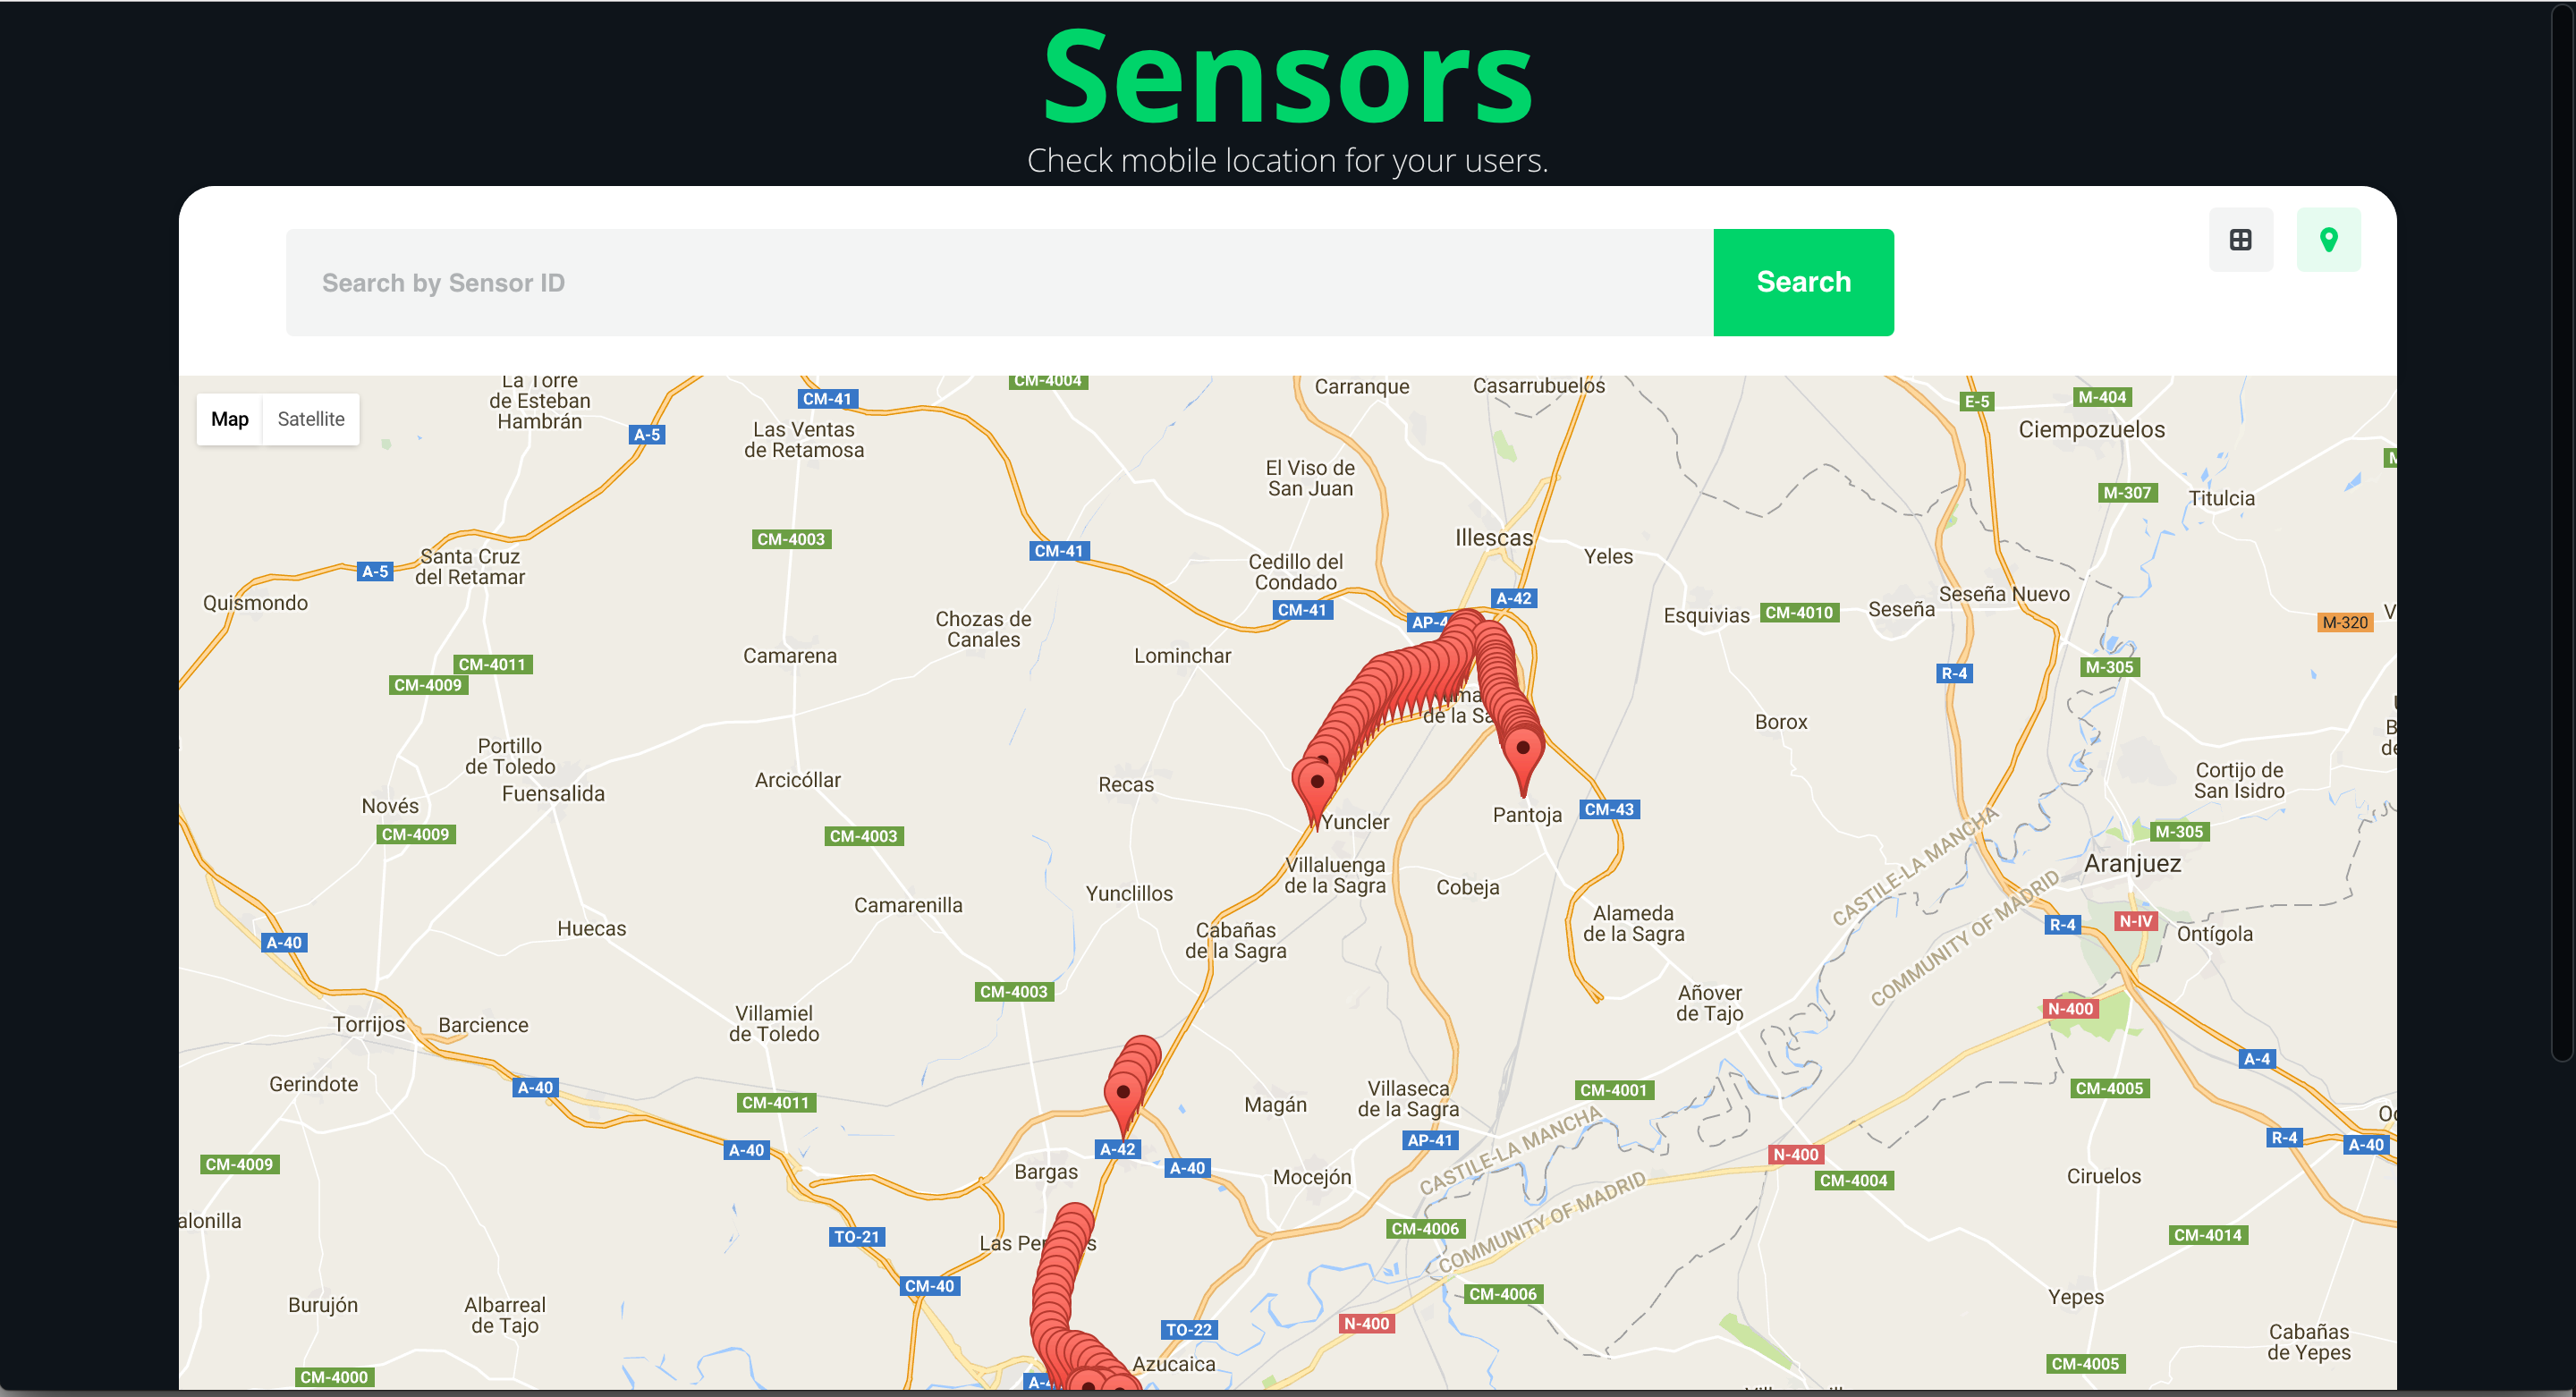 Sensors
Check mobile location for your users.
Search by Sensor ID
Search
Map
Satellite
La Torre
de Esteban
Hambrán
CM-41
CM-4004
Carranque
Casarrubuelos
E-5
M-404
Ciempozuelos
A-5
Las Ventas
de Retamosa
El Viso de
San Juan
M-307
Titulcia
CM-4003
Illescas
Yeles
CM-41
Santa Cruz
del Retamar
A-5
Cedillo del
Condado
A-42
Seseña Nuevo
Quismondo
CM-41
Seseña
Esquivias
CM-4010
Chozas de
Canales
AP-4
M-320
Camarena
Lominchar
CM-4011
CM-4009
R-4
M-305
de la Sa
Borox
Portillo
de Toledo
Fuensalida
Arcicóllar
Recas
Cortijo de
San Isidro
Novés
CM-4009
CM-4003
Yuncler
Pantoja
CM-43
M-305
CASTILE-LA MANCHA
COMMUNITY OF MADRID
Aranjuez
Villaluenga
de la Sagra
Cobeja
Yunclillos
Camarenilla
Alameda
de la Sagra
R-4
N-IV
Ontígola
Huecas
A-40
Cabañas
de la Sagra
CM-4003
Añover
de Tajo
N-400
Torrijos
Barcience
Villamiel
de Toledo
A-4
Gerindote
A-40
CM-4011
Magán
Villaseca
de la Sagra
CM-4001
CM-4005
CASTILE-LA MANCHA
COMMUNITY OF MADRID
A-40
A-42
AP-41
R-4
A-40
CM-4009
Bargas
A-40
Mocejón
N-400
CM-4004
Ciruelos
alonilla
TO-21
Las Pe
s
CM-4006
CM-4014
CM-40
CM-4006
Burujón
Albarreal
de Tajo
Yepes
TO-22
N-400
Cabañas
de Yepes
CM-4000
A-4
Azucaica
CM-4005